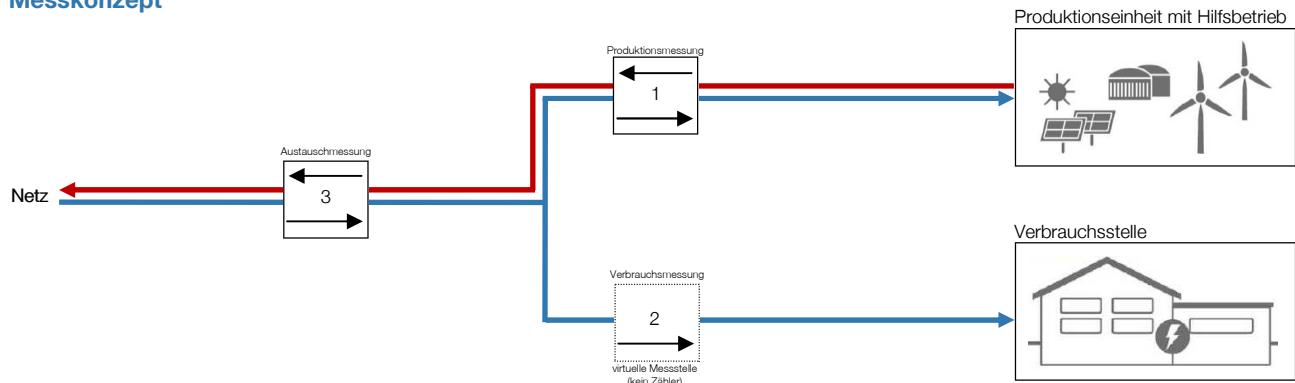 Messkonzept
Produktionseinheit mit Hilfsbetrieb
Produktionsmessung
1
Austauschmessung
Netz
3
Verbrauchsstelle
Verbrauchsmessung
2
virtuelle Messstelle
(kein Zähler)